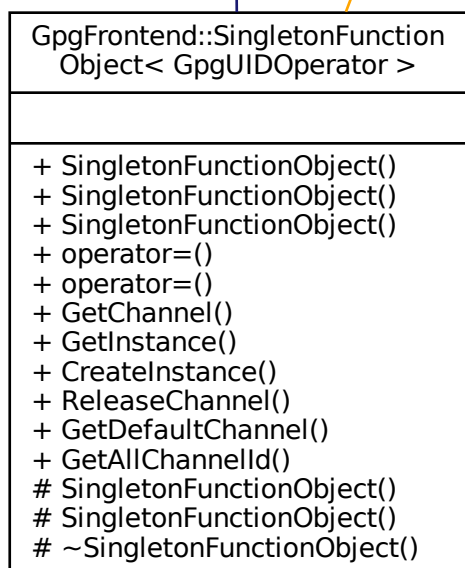 GpgFrontend::SingletonFunction
Object< GpgUIDOperator >
+ SingletonFunctionObject()
+ SingletonFunctionObject()
+ SingletonFunctionObject()
+ operator=()
+ operator=()
+ GetChannel()
+ GetInstance()
+ CreateInstance()
+ ReleaseChannel()
+ GetDefaultChannel()
+ GetAllChannelId()
# SingletonFunctionObject()
# SingletonFunctionObject()
# ~SingletonFunctionObject()